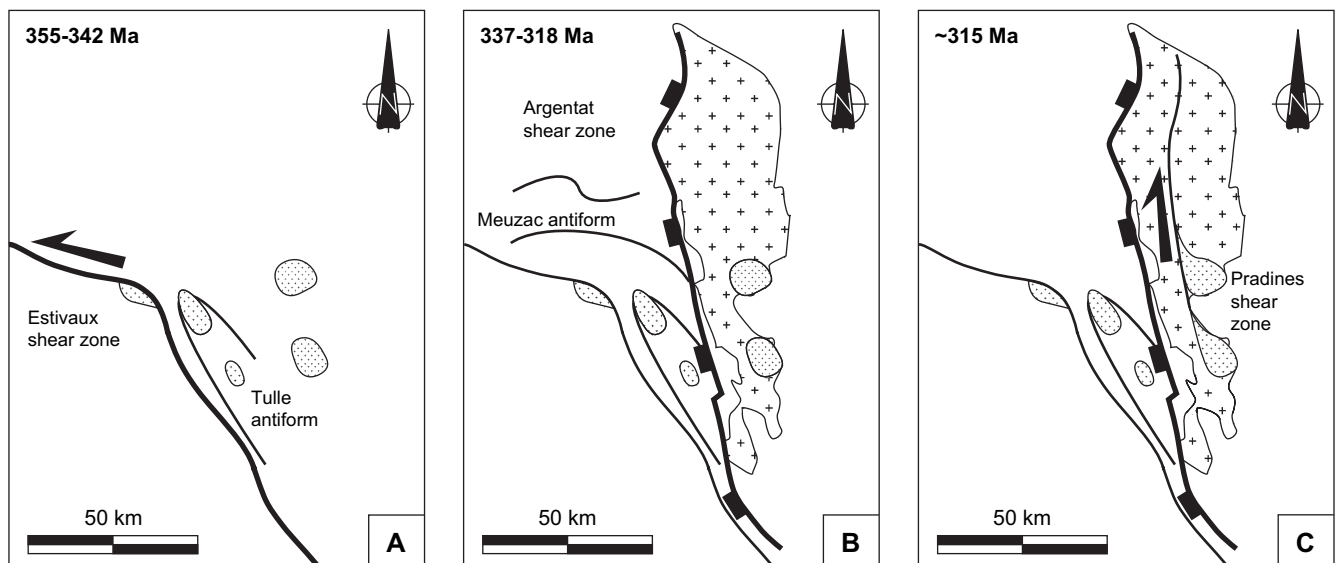 355-342 Ma
N
Estivaux
shear zone
Tulle
antiform
50 km
A
337-318 Ma
N
Argentat
shear zone
Meuzac antiform
50 km
B
~315 Ma
N
Pradines
shear
zone
50 km
C